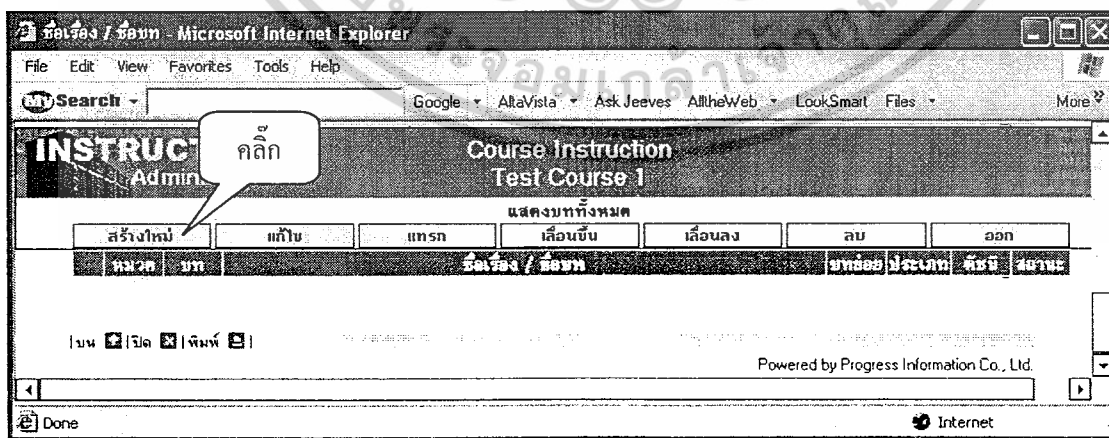 ชื่อเรื่อง / ชื่อบท - Microsoft Internet Explorer
File Edit View Favorites Tools Help
Search Google AltaVista Ask Jeeves AlltheWeb LookSmart Files More
คลิ๊ก
INSTRUC Course Instruction
Admin Test Course 1
แสดงบททั้งหมด
สร้างใหม่ แก้ไข แทรก เลื่อนขึ้น เลื่อนลง ลบ ออก
หมวด บท ชื่อเรื่อง / ชื่อบท บทย่อย ประเภท ดัชนี สถานะ
|บน |ปิด |พิมพ์ |
Powered by Progress Information Co., Ltd.
Done Internet